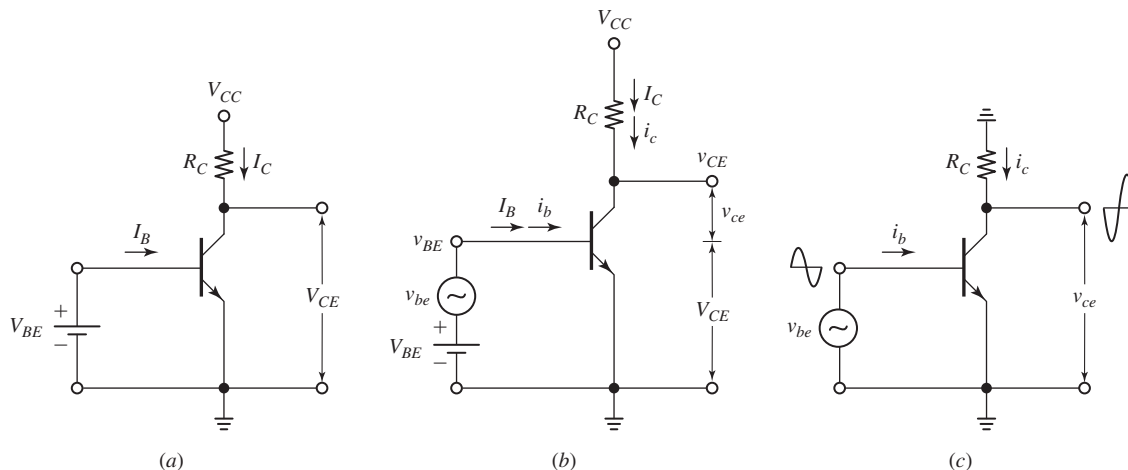 V_CC
R_C I_C
I_B
V_BE + −
V_CE
(a)
V_CC
R_C I_C
i_c
v_CE
I_B i_b
v_BE
v_ce
v_be
V_BE + −
V_CE
(b)
R_C i_c
i_b
v_be
v_ce
(c)